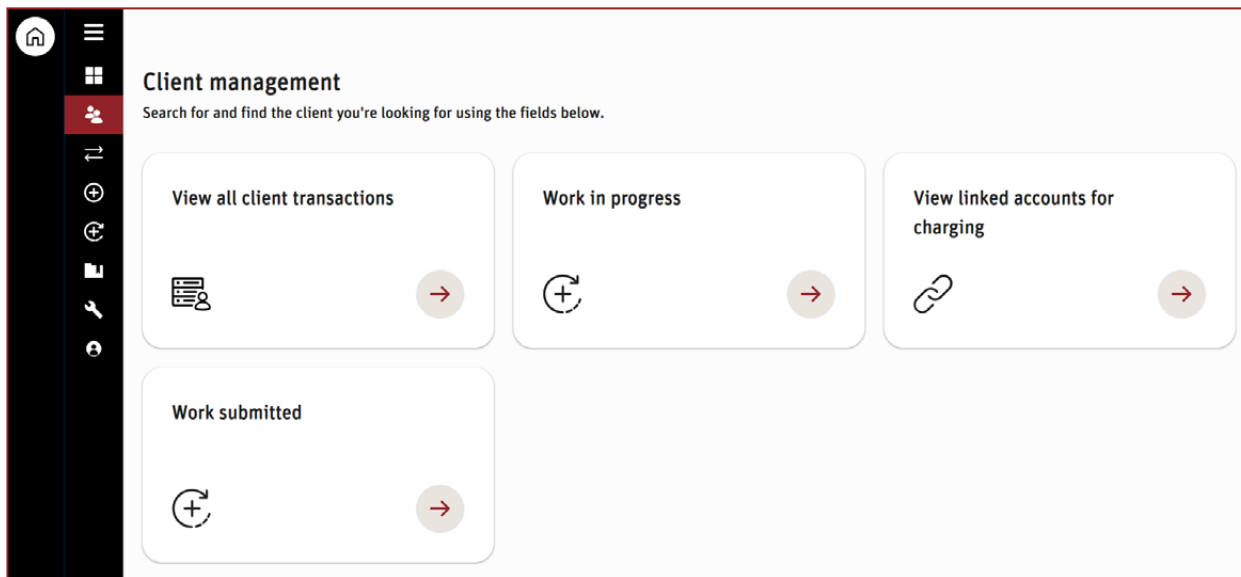 Client management
Search for and find the client you're looking for using the fields below.
View all client transactions
Work in progress
View linked accounts for
charging
Work submitted